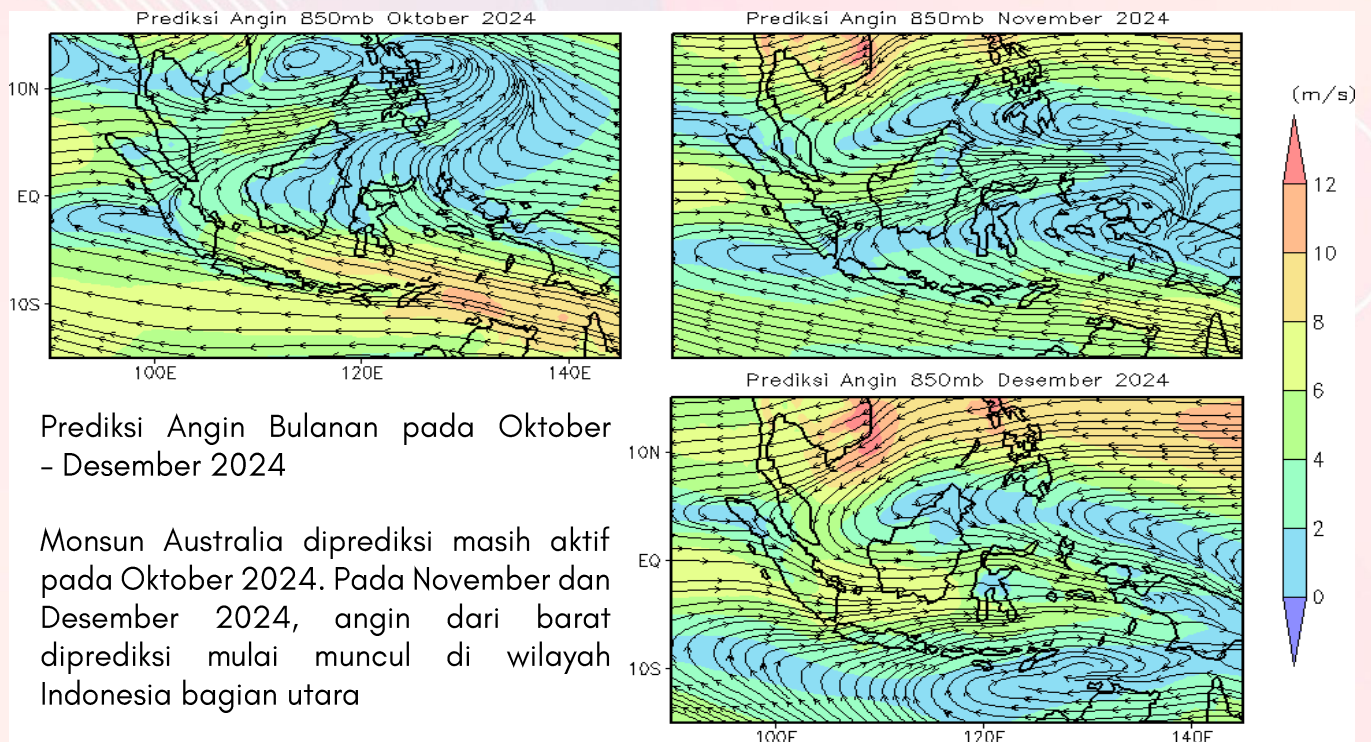 Prediksi Angin 850mb Oktober 2024
10N
EQ
10S
100E 120E 140E
Prediksi Angin 850mb November 2024
(m/s)
12
10
8
6
4
2
0
Prediksi Angin 850mb Desember 2024
10N
EQ
10S
100E 120E 140E
Prediksi Angin Bulanan pada Oktober
– Desember 2024
Monsun Australia diprediksi masih aktif
pada Oktober 2024. Pada November dan
Desember 2024, angin dari barat
diprediksi mulai muncul di wilayah
Indonesia bagian utara